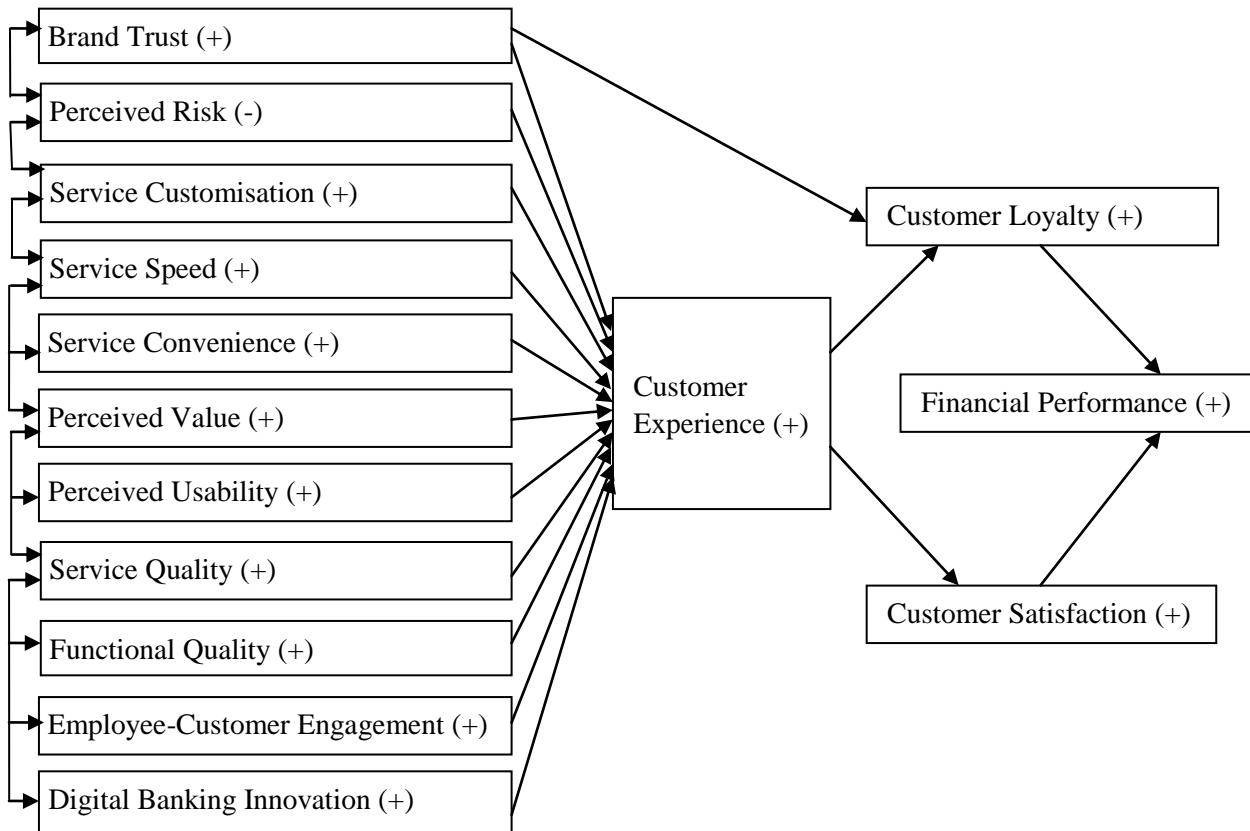 Brand Trust (+)
Perceived Risk (-)
Service Customisation (+)
Service Speed (+)
Service Convenience (+)
Perceived Value (+)
Perceived Usability (+)
Service Quality (+)
Functional Quality (+)
Employee-Customer Engagement (+)
Digital Banking Innovation (+)
Customer
Experience (+)
Customer Loyalty (+)
Financial Performance (+)
Customer Satisfaction (+)